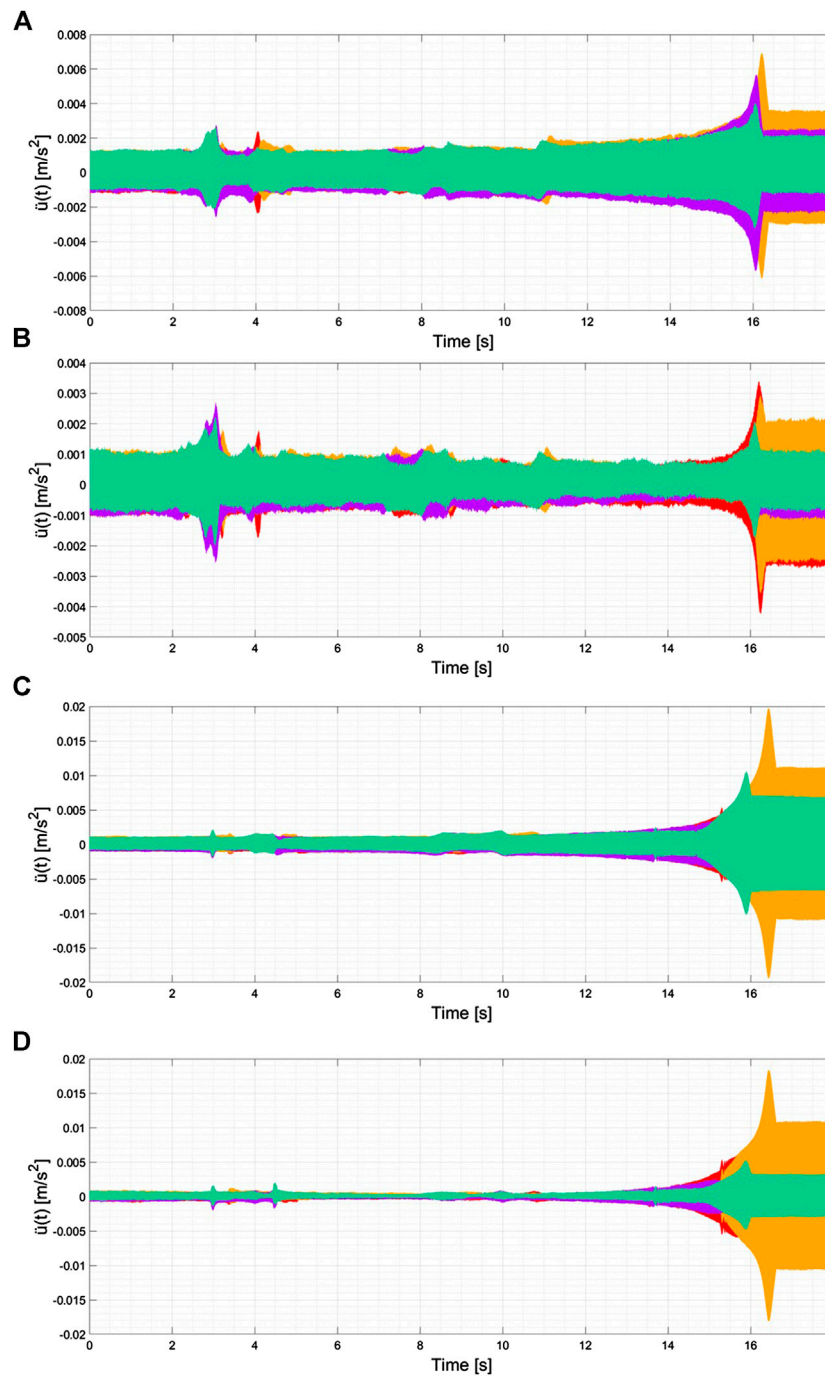 A
0.008
0.006
0.004
0.002
0
-0.002
-0.004
-0.006
-0.008
ü(t) [m/s²]
0 2 4 6 8 10 12 14 16
Time [s]
B
0.004
0.003
0.002
0.001
0
-0.001
-0.002
-0.003
-0.004
-0.005
ü(t) [m/s²]
0 2 4 6 8 10 12 14 16
Time [s]
C
0.02
0.015
0.01
0.005
0
-0.005
-0.01
-0.015
-0.02
ü(t) [m/s²]
0 2 4 6 8 10 12 14 16
Time [s]
D
0.02
0.015
0.01
0.005
0
-0.005
-0.01
-0.015
-0.02
ü(t) [m/s²]
0 2 4 6 8 10 12 14 16
Time [s]